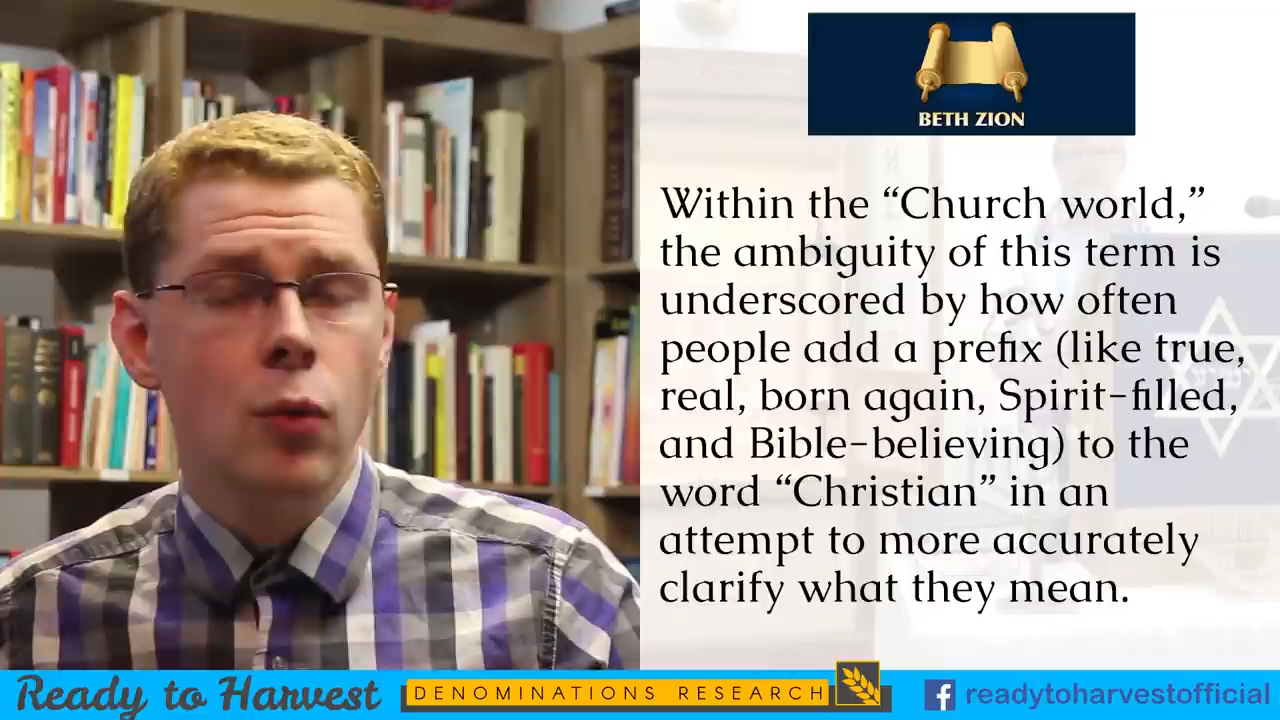 BETH ZION
Within the “Church world,”
the ambiguity of this term is
underscored by how often
people add a prefix (like true,
real, born again, Spirit-filled,
and Bible-believing) to the
word “Christian” in an
attempt to more accurately
clarify what they mean.
Ready to Harvest
DENOMINATIONS RESEARCH
readytoharvestofficial